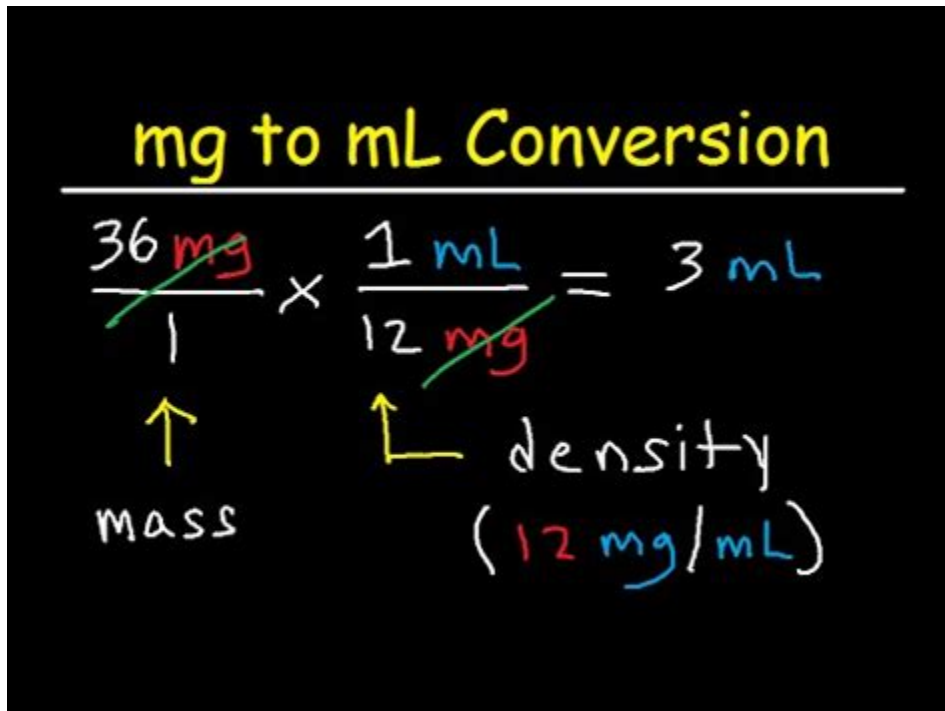 mg to mL Conversion
36 mg / 1 × 1 mL / 12 mg = 3 mL
mass
density
(12 mg/mL)